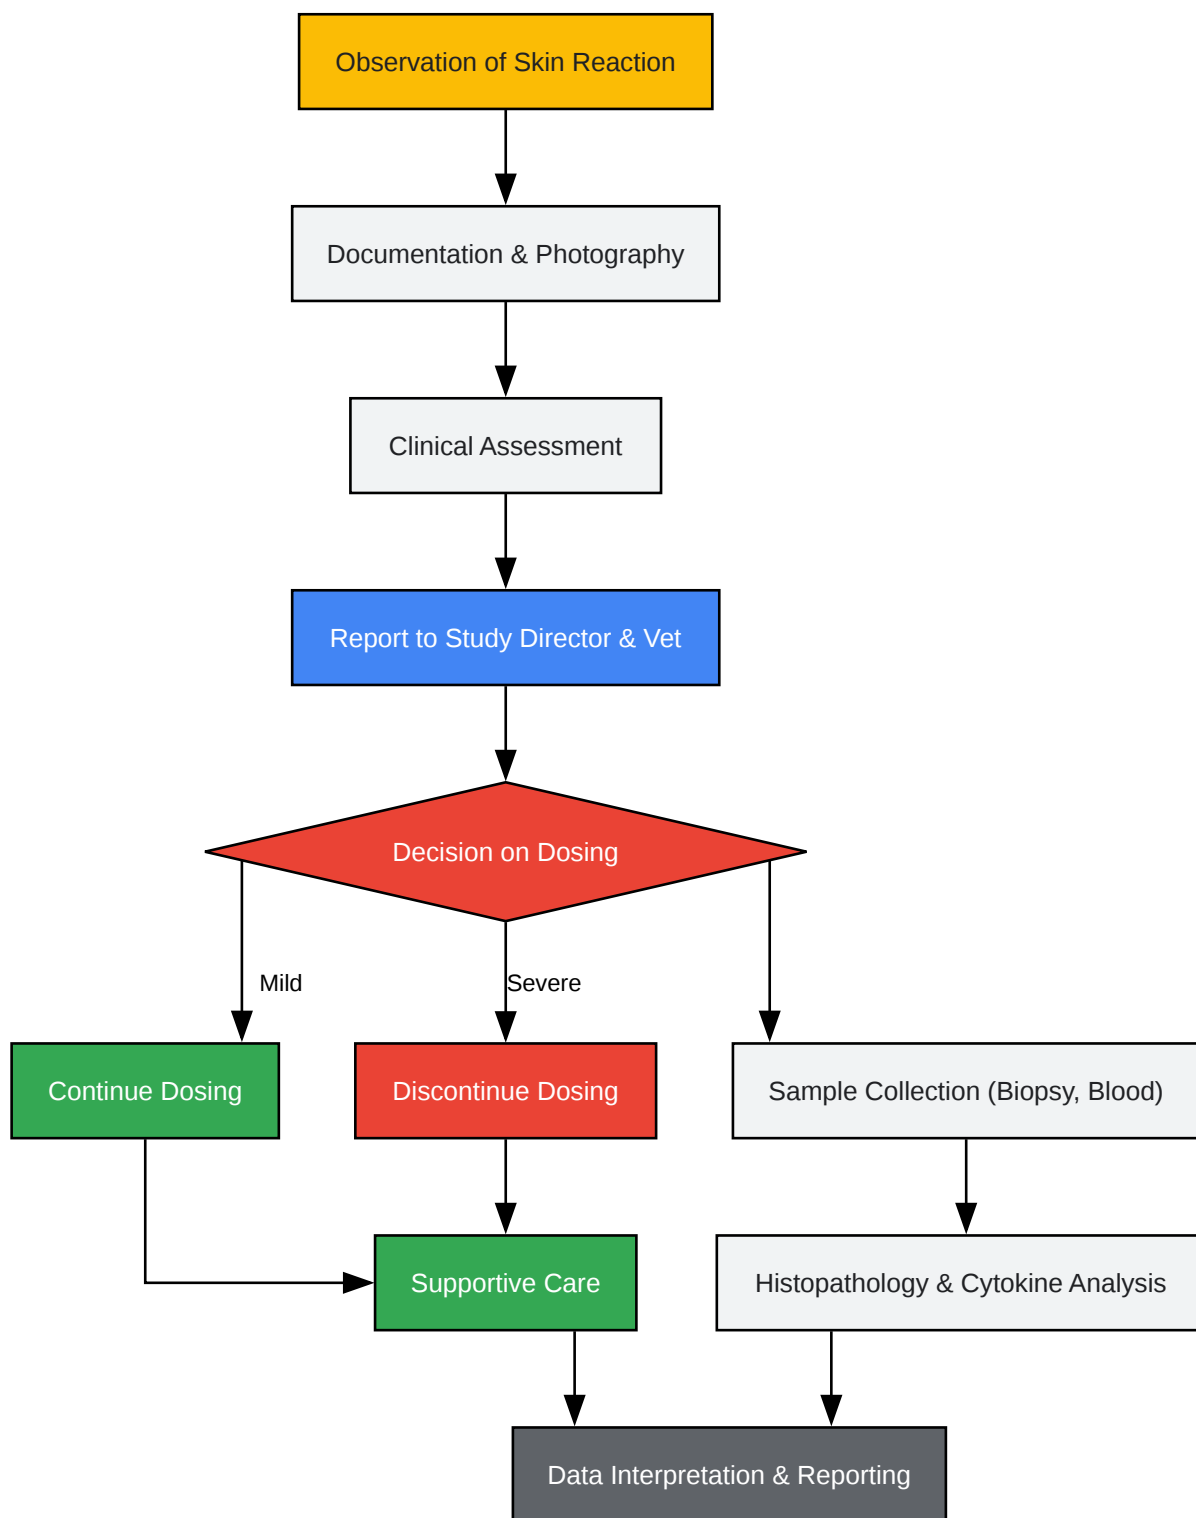 Observation of Skin Reaction
Documentation & Photography
Clinical Assessment
Report to Study Director & Vet
Decision on Dosing
Mild
Severe
Continue Dosing
Discontinue Dosing
Sample Collection (Biopsy, Blood)
Supportive Care
Histopathology & Cytokine Analysis
Data Interpretation & Reporting